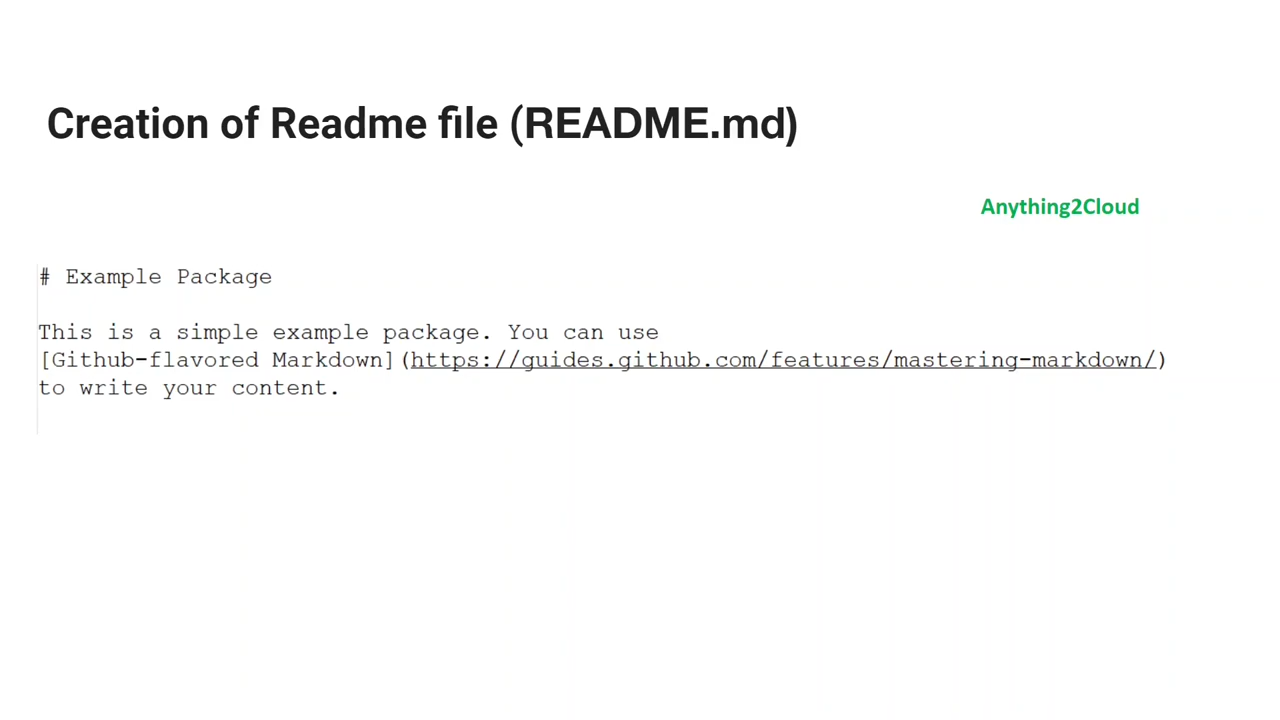 Creation of Readme file (README.md)
Anything2Cloud
# Example Package
This is a simple example package. You can use
[Github-flavored Markdown](https://guides.github.com/features/mastering-markdown/)
to write your content.